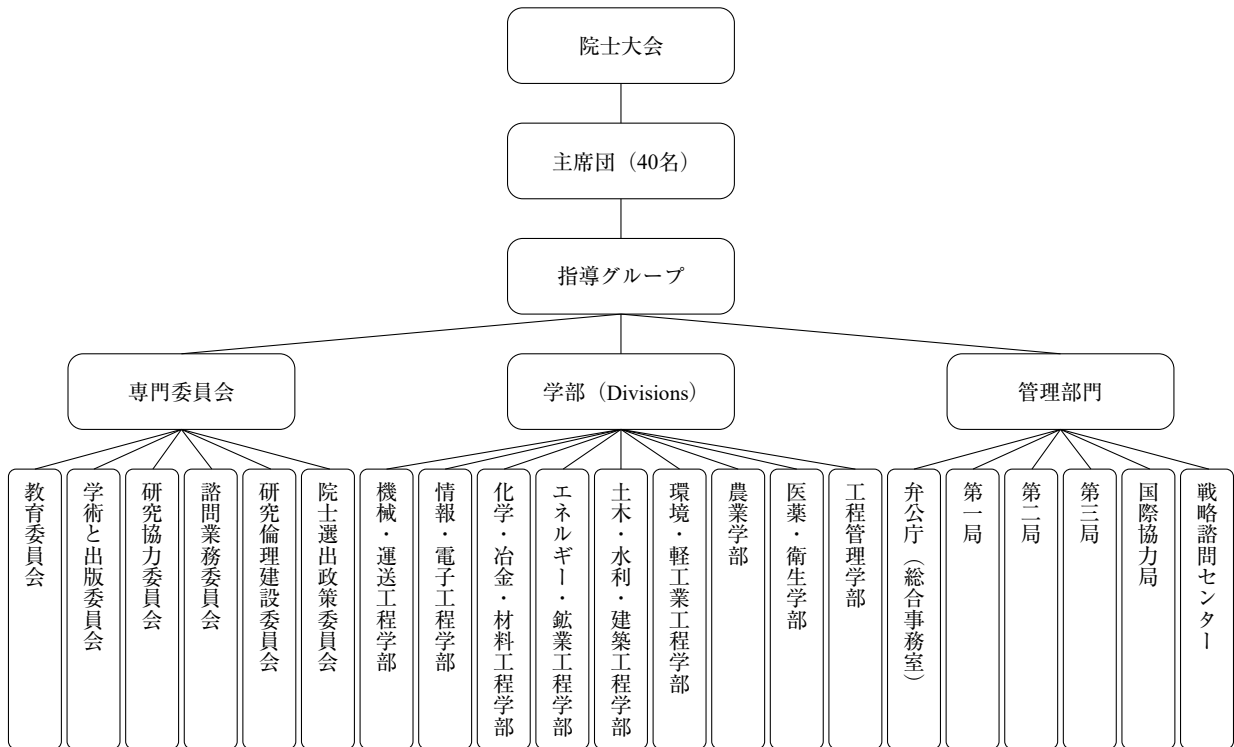 院士大会
主席団（40名）
指導グループ
専門委員会
学部（Divisions）
管理部門
教育委員会
学術と出版委員会
研究協力委員会
諮問業務委員会
研究倫理建設委員会
院士選出政策委員会
機械・運送工程学部
情報・電子工程学部
化学・冶金・材料工程学部
エネルギー・鉱業工程学部
土木・水利・建築工程学部
環境・軽工業工程学部
農業学部
医薬・衛生学部
工程管理学部
弁公庁（総合事務室）
第一局
第二局
第三局
国際協力局
戦略諮問センター